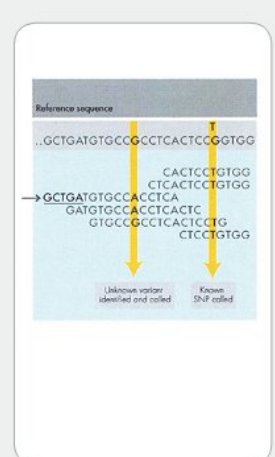 Reference sequence
T
..GCTGATGTGCCGCCTCACTCCGGTGG
CACTCCTGTGG
CTCACTCCTGTGG
→GCTGATGTGCCACCTCA
GATGTGCCACCTCACTC
GTGCCGCCTCACTCCTG
CTCCTGTGG
Unknown variant
identified and called
Known
SNP called